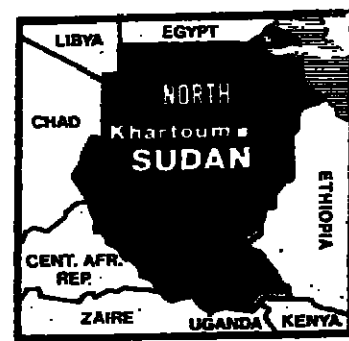 LIBYA
EGYPT
NORTH
CHAD
Khartoum
SUDAN
ETHIOPIA
CENT. AFR.
REP.
ZAIRE
UGANDA
KENYA